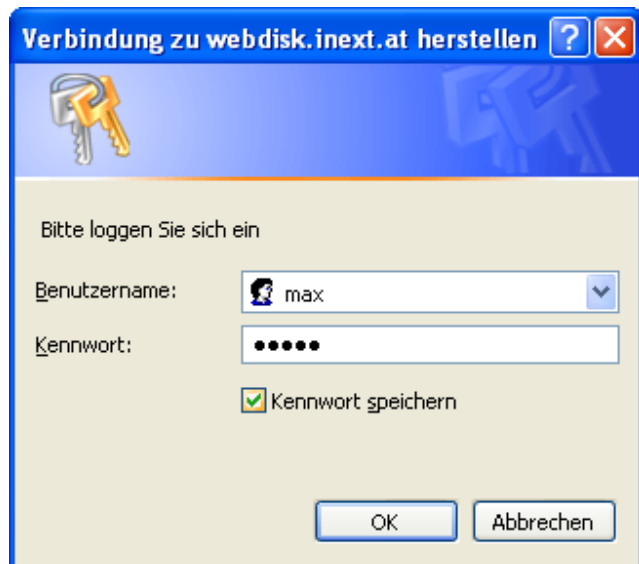 Verbindung zu webdisk.inext.at herstellen
Bitte loggen Sie sich ein
Benutzername: max
Kennwort: •••••
Kennwort speichern
OK Abbrechen